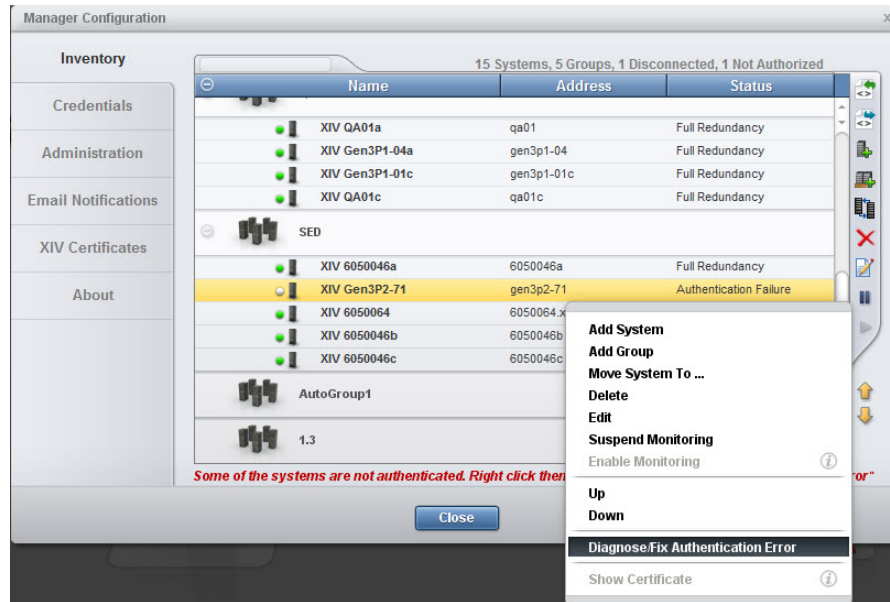 Manager Configuration
x
Inventory
Credentials
Administration
Email Notifications
XIV Certificates
About
15 Systems, 5 Groups, 1 Disconnected, 1 Not Authorized
Name Address Status
XIV QA01a qa01 Full Redundancy
XIV Gen3P1-04a gen3p1-04 Full Redundancy
XIV Gen3P1-01c gen3p1-01c Full Redundancy
XIV QA01c qa01c Full Redundancy
SED
XIV 6050046a 6050046a Full Redundancy
XIV Gen3P2-71 gen3p2-71 Authentication Failure
XIV 6050064 6050064.x
XIV 6050046b 6050046b
XIV 6050046c 6050046c
AutoGroup1
1.3
Some of the systems are not authenticated. Right click then or"
Close
Add System
Add Group
Move System To ...
Delete
Edit
Suspend Monitoring
Enable Monitoring
Up
Down
Diagnose/Fix Authentication Error
Show Certificate